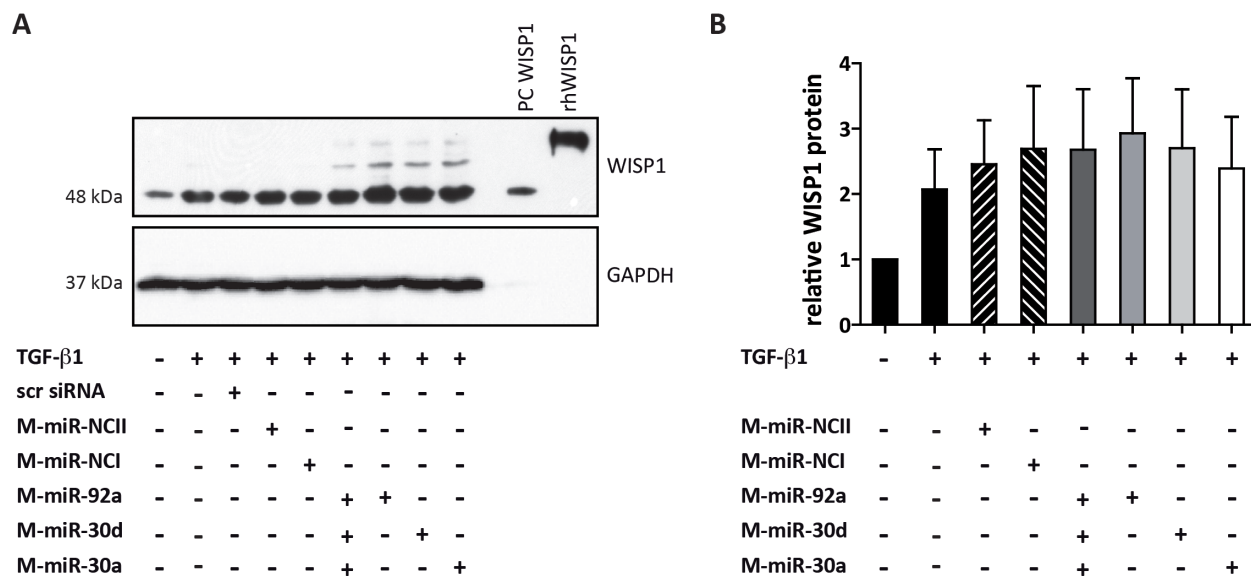 A
PC WISP1
rhWISP1
48 kDa
WISP1
37 kDa
GAPDH
TGF-β1 - + + + + + + + +
scr siRNA - - + - - - - - -
M-miR-NCII - - - + - - - - -
M-miR-NCI - - - - + - - - -
M-miR-92a - - - - - + + - -
M-miR-30d - - - - - + - + -
M-miR-30a - - - - - + - - +
B
relative WISP1 protein
4
3
2
1
0
TGF-β1 - + + + + + + +
M-miR-NCII - - + - - - - -
M-miR-NCI - - - + - - - -
M-miR-92a - - - - + + - -
M-miR-30d - - - - + - + -
M-miR-30a - - - - + - - +